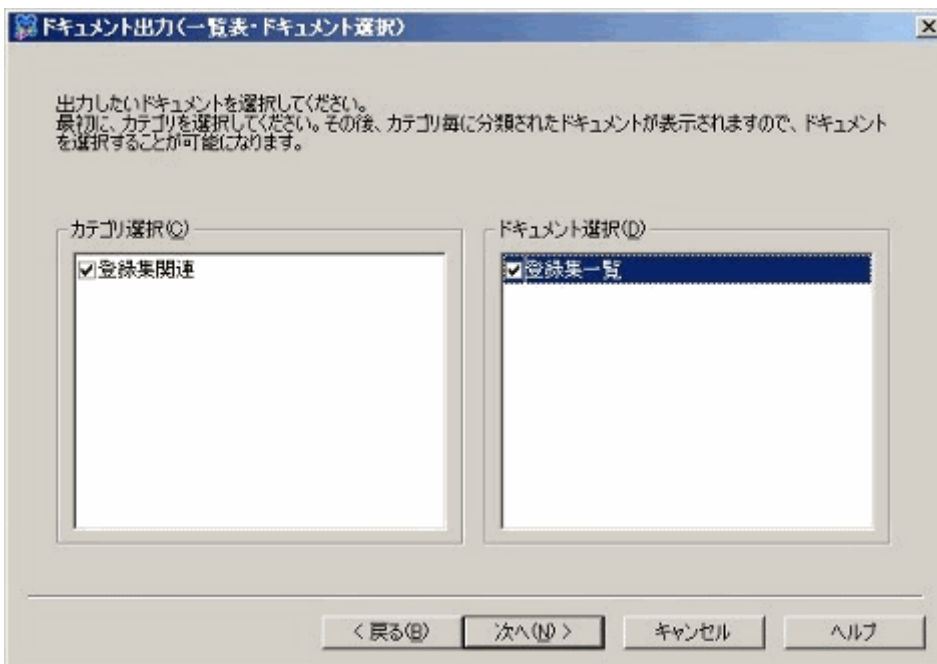 ドキュメント出力(一覧表・ドキュメント選択)
出力したいドキュメントを選択してください。
最初に、カテゴリを選択してください。その後、カテゴリ毎に分類されたドキュメントが表示されますので、ドキュメント
を選択することが可能になります。
カテゴリ選択(C)
登録集関連
ドキュメント選択(D)
登録集一覧
< 戻る(B)
次へ(N) >
キャンセル
ヘルプ